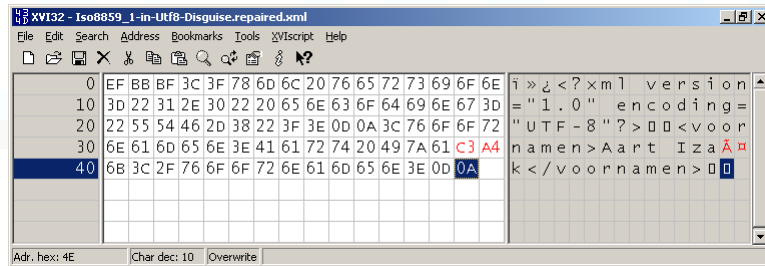 XVI32 - Iso8859_1-in-Utf8-Disguise.repaired.xml
File Edit Search Address Bookmarks Tools XVIscript Help
0 EF BB BF 3C 3F 78 6D 6C 20 76 65 72 73 69 6F 6E ï » ¿ < ? x m l   v e r s i o n
10 3D 22 31 2E 30 22 20 65 6E 63 6F 64 69 6E 67 3D = " 1 . 0 "   e n c o d i n g =
20 22 55 54 46 2D 38 22 3F 3E 0D 0A 3C 76 6F 6F 72 " U T F - 8 " ? > ▯ ▯ < v o o r
30 6E 61 6D 65 6E 3E 41 61 72 74 20 49 7A 61 C3 A4 n a m e n > A a r t   I z a Ã ¤
40 6B 3C 2F 76 6F 6F 72 6E 61 6D 65 6E 3E 0D 0A k < / v o o r n a m e n > ▯ ▯
Adr. hex: 4E Char dec: 10 Overwrite